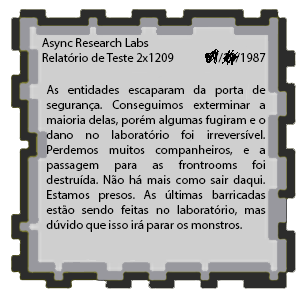 Async Research Labs
Relatório de Teste 2x1209 /1987
As entidades escaparam da porta de
segurança. Conseguimos exterminar a
maioria delas, porém algumas fugiram e o
dano no laboratório foi irreversível.
Perdemos muitos companheiros, e a
passagem para as frontrooms foi
destruída. Não há mais como sair daqui.
Estamos presos. As últimas barricadas
estão sendo feitas no laboratório, mas
dúvido que isso irá parar os monstros.